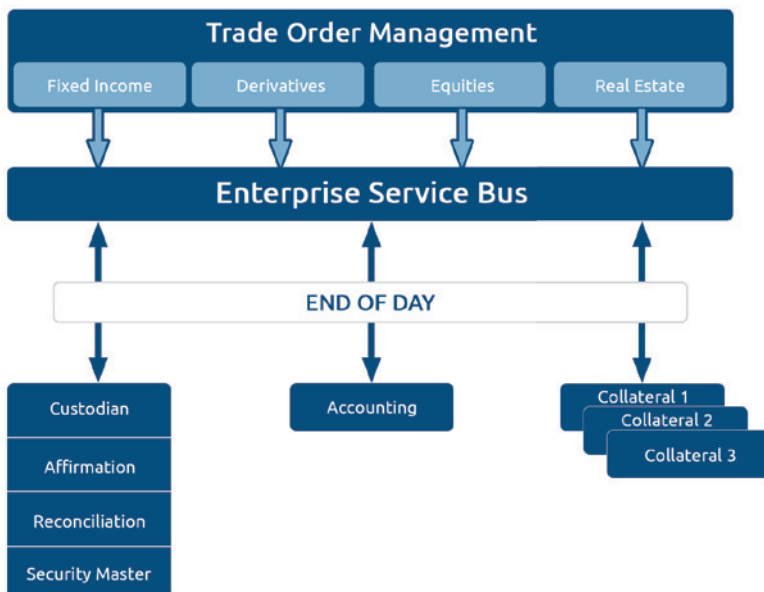 Trade Order Management
Fixed Income
Derivatives
Equities
Real Estate
Enterprise Service Bus
END OF DAY
Custodian
Affirmation
Reconciliation
Security Master
Accounting
Collateral 1
Collateral 2
Collateral 3